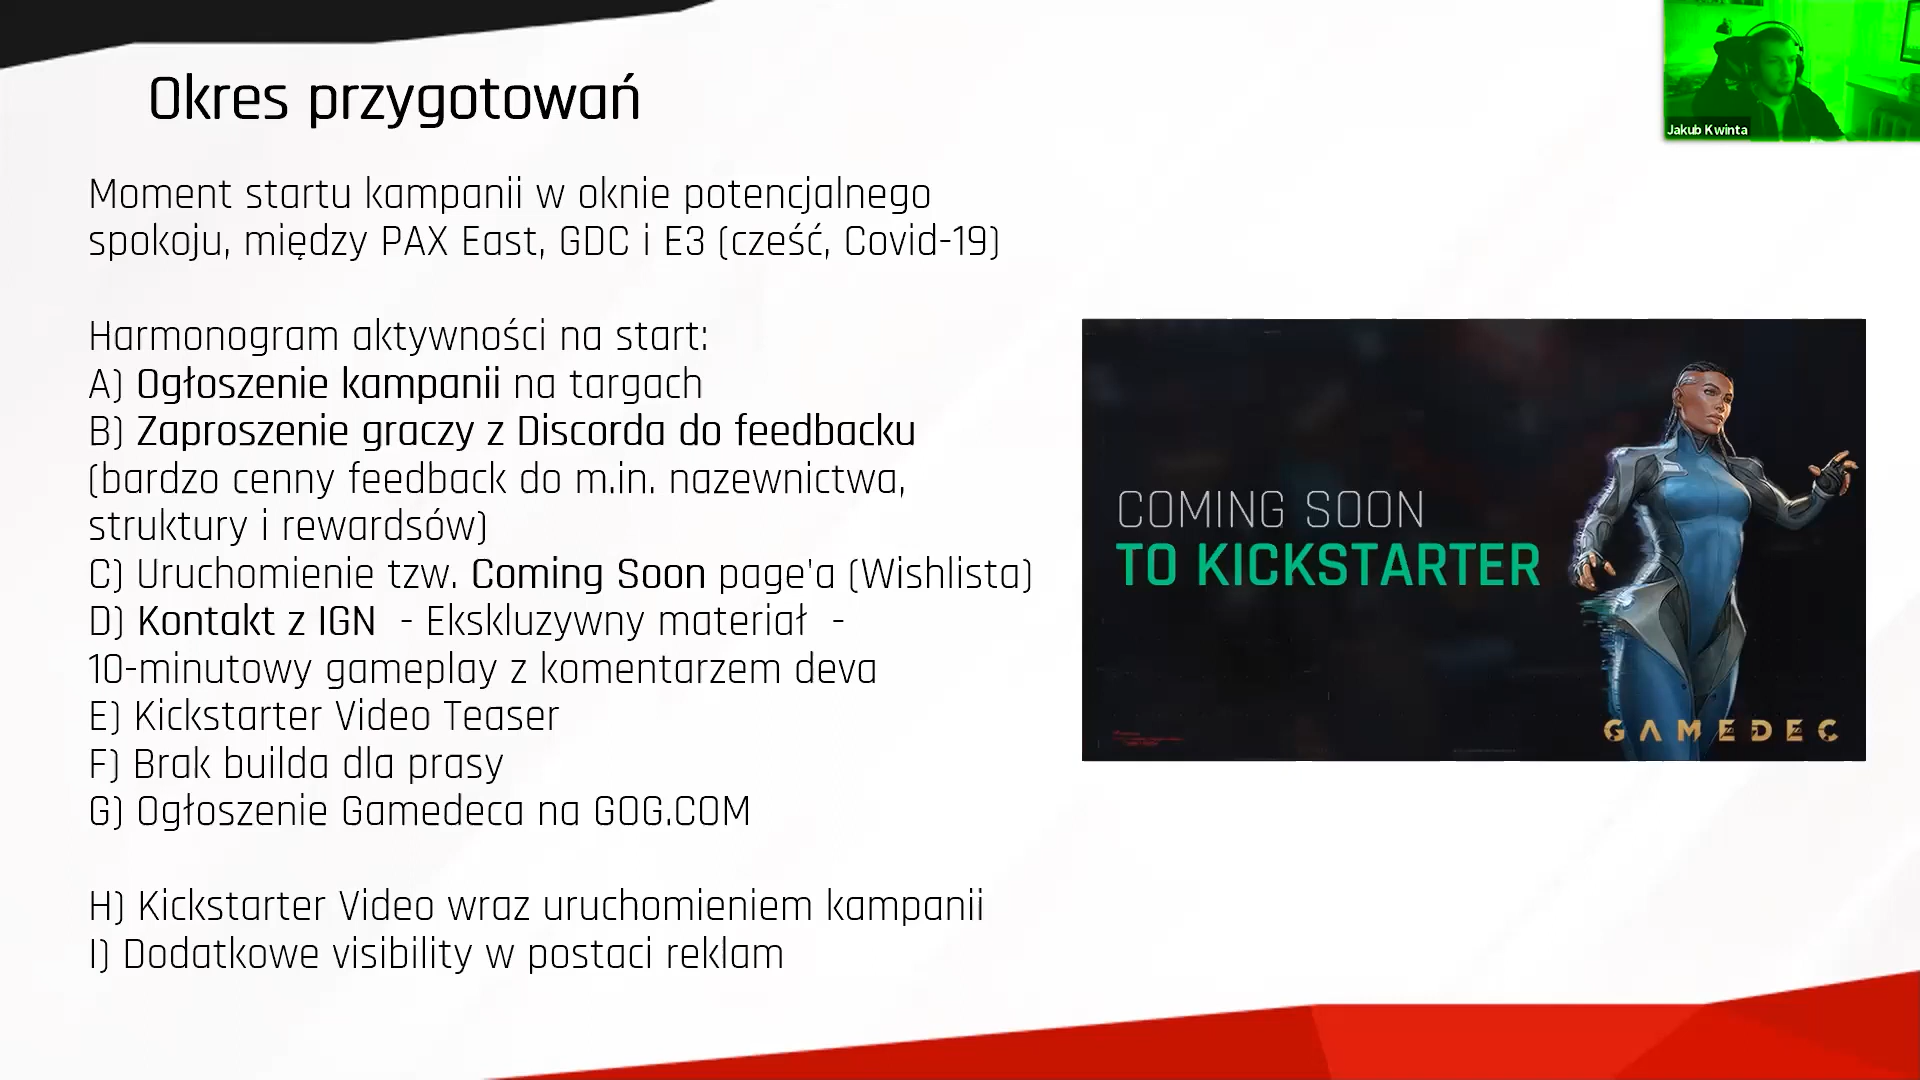 Okres przygotowań
Jakub Kwinta
Moment startu kampanii w oknie potencjalnego
spokoju, między PAX East, GDC i E3 (cześć, Covid-19)
Harmonogram aktywności na start:
A) Ogłoszenie kampanii na targach
B) Zaproszenie graczy z Discorda do feedbacku
(bardzo cenny feedback do m.in. nazewnictwa,
struktury i rewardsów)
C) Uruchomienie tzw. Coming Soon page'a (Wishlista)
D) Kontakt z IGN - Ekskluzywny materiał -
10-minutowy gameplay z komentarzem deva
E) Kickstarter Video Teaser
F) Brak builda dla prasy
G) Ogłoszenie Gamedeca na GOG.COM
H) Kickstarter Video wraz uruchomieniem kampanii
I) Dodatkowe visibility w postaci reklam
COMING SOON
TO KICKSTARTER
GAMEDEC